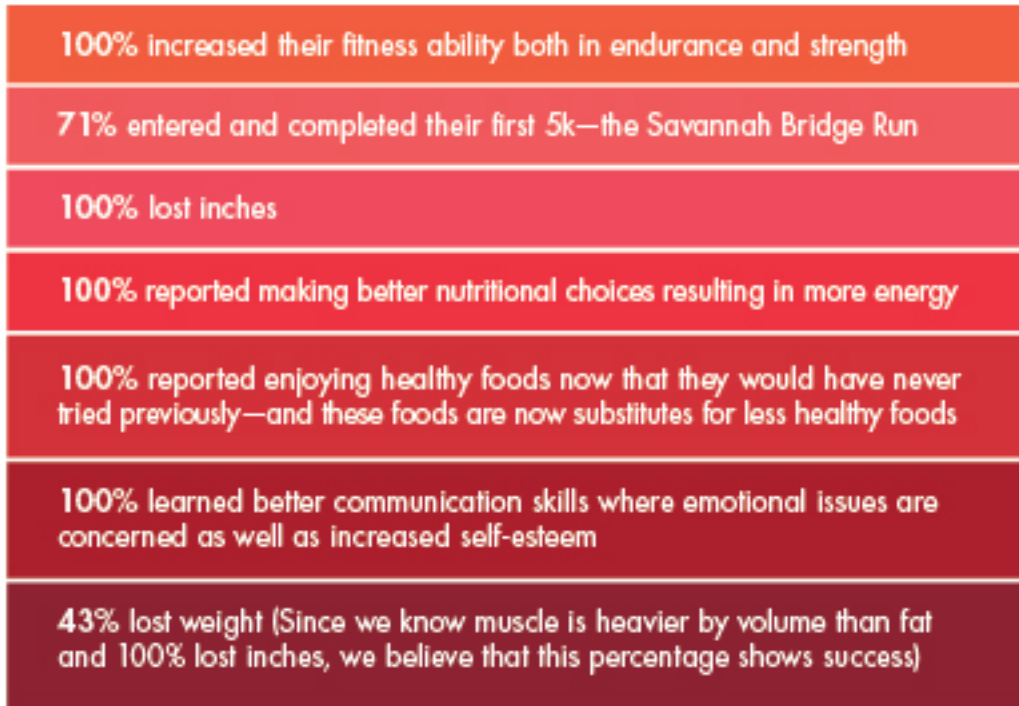 100% increased their fitness ability both in endurance and strength
71% entered and completed their first 5k—the Savannah Bridge Run
100% lost inches
100% reported making better nutritional choices resulting in more energy
100% reported enjoying healthy foods now that they would have never
tried previously—and these foods are now substitutes for less healthy foods
100% learned better communication skills where emotional issues are
concerned as well as increased self-esteem
43% lost weight (Since we know muscle is heavier by volume than fat
and 100% lost inches, we believe that this percentage shows success)